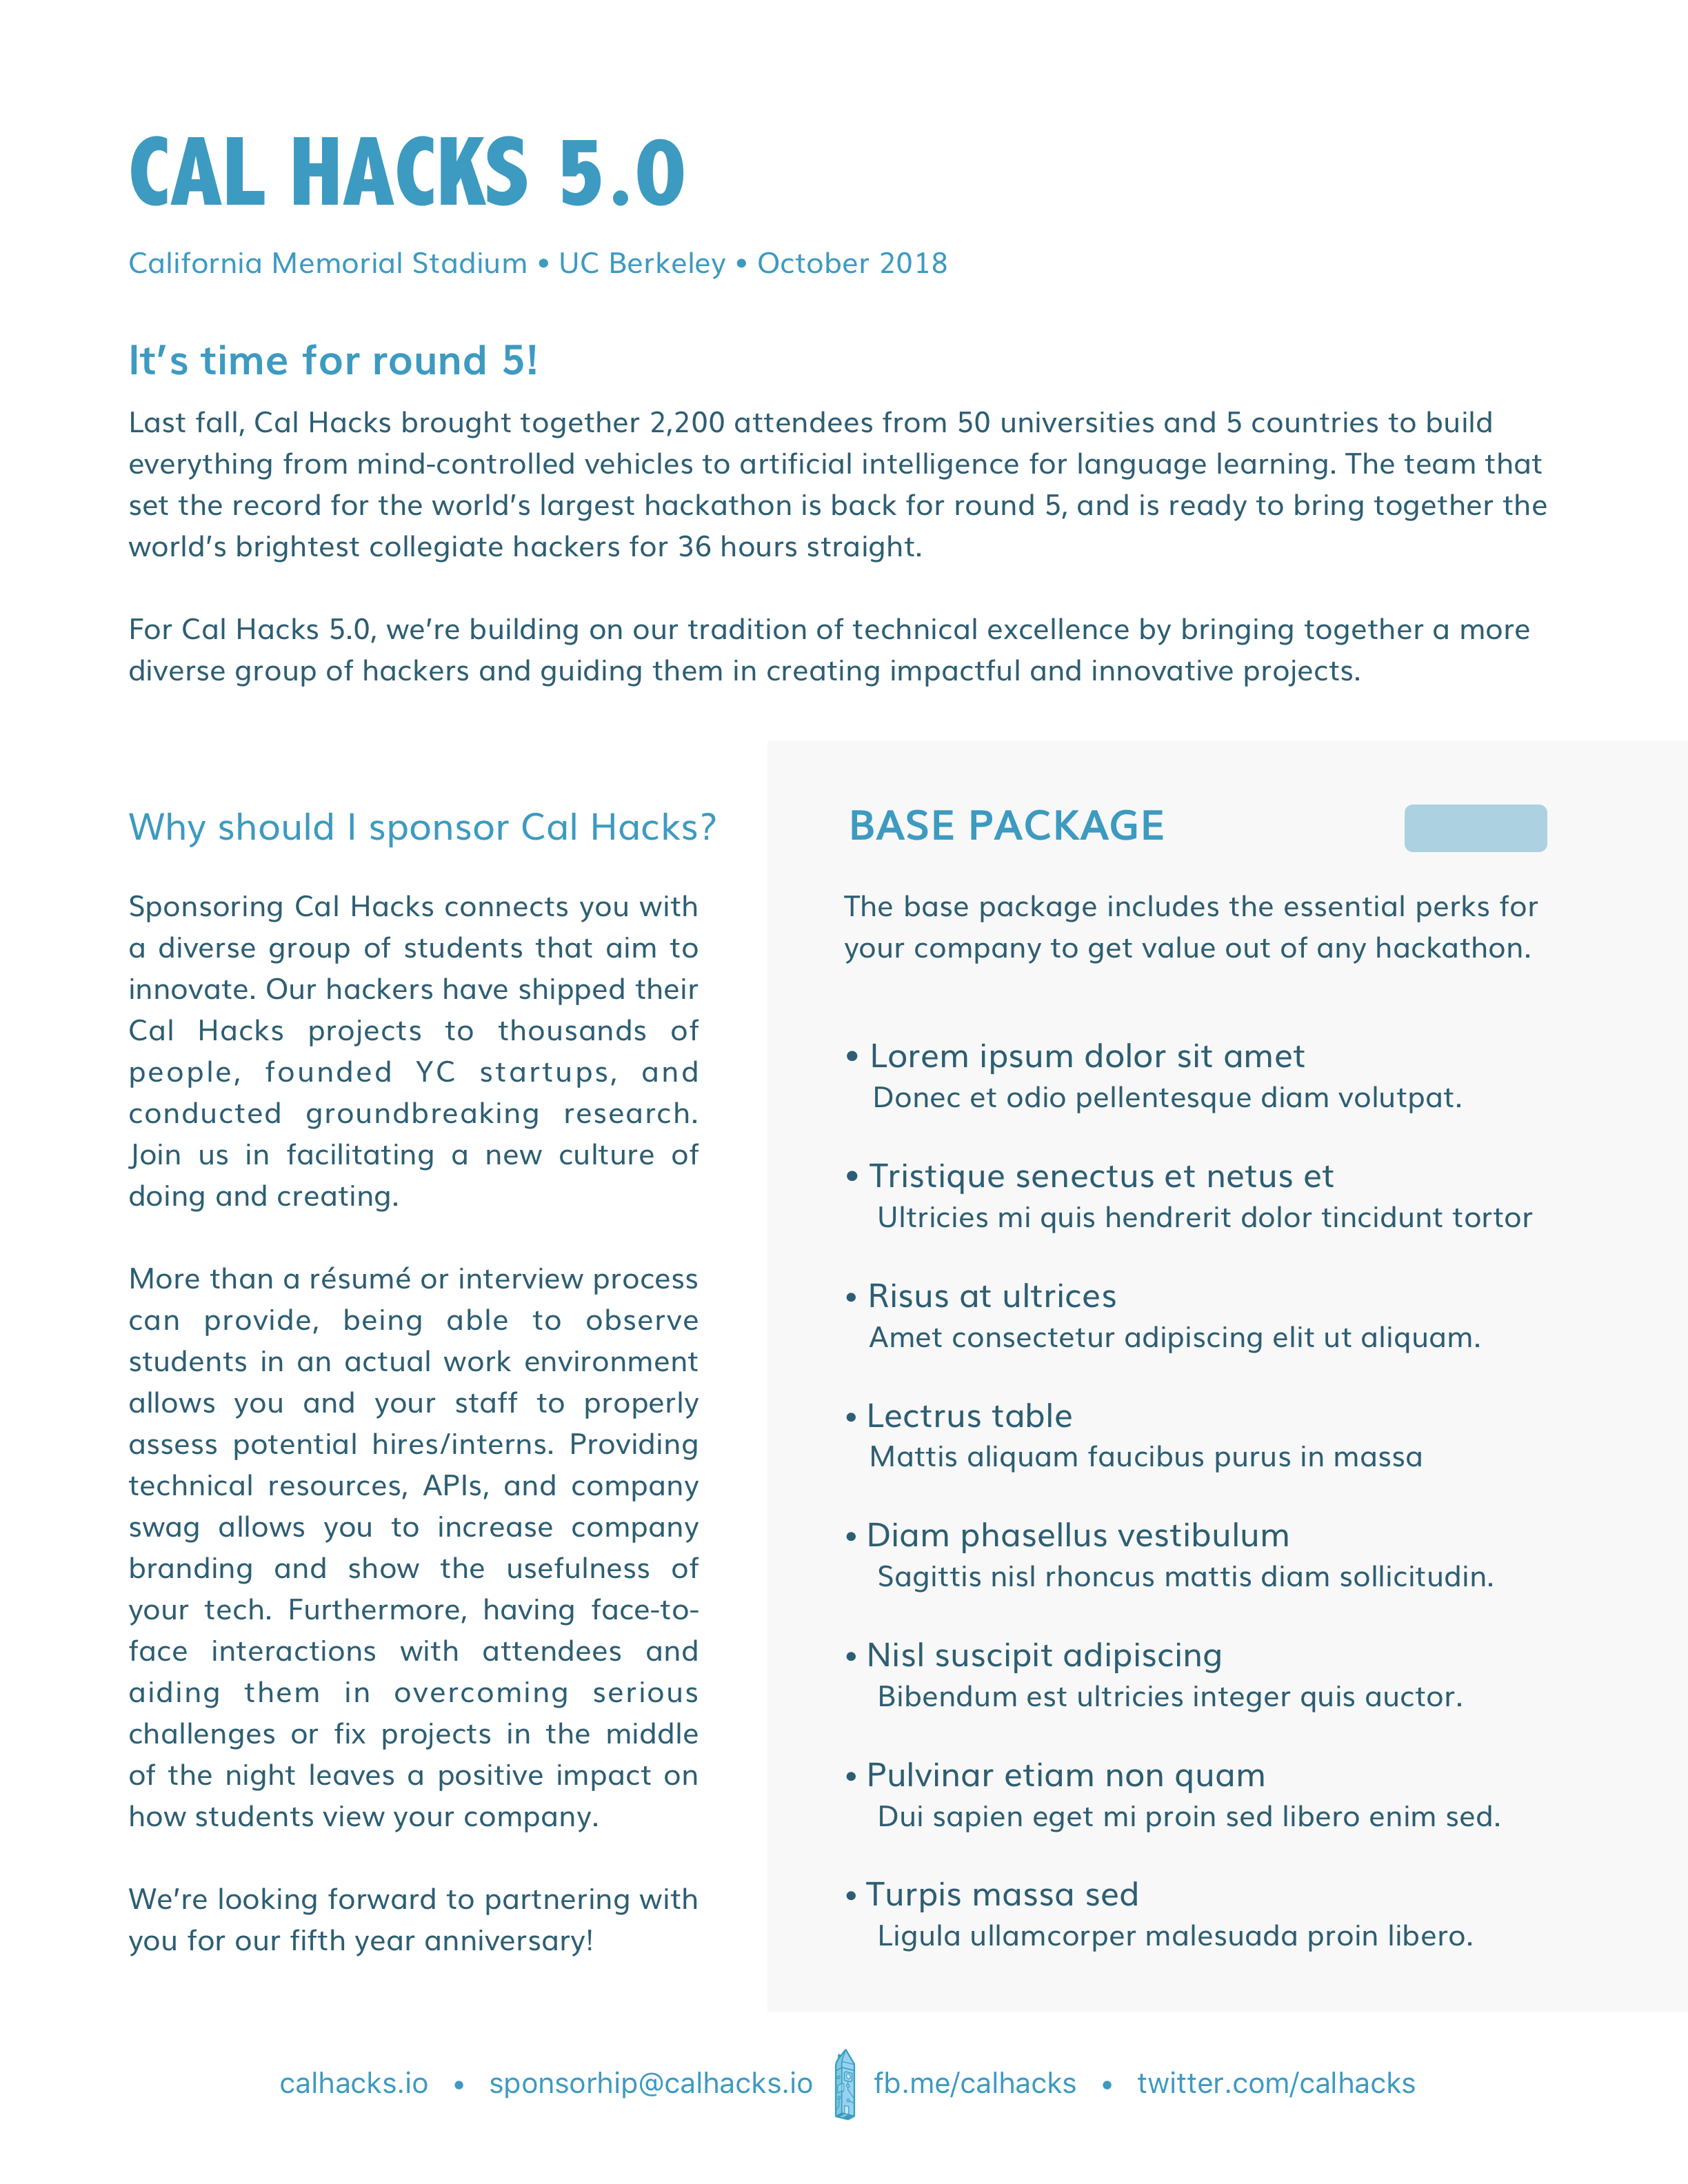 CAL HACKS 5.0
California Memorial Stadium • UC Berkeley • October 2018
It’s time for round 5!
Last fall, Cal Hacks brought together 2,200 attendees from 50 universities and 5 countries to build
everything from mind-controlled vehicles to artificial intelligence for language learning. The team that
set the record for the world’s largest hackathon is back for round 5, and is ready to bring together the
world’s brightest collegiate hackers for 36 hours straight.
For Cal Hacks 5.0, we’re building on our tradition of technical excellence by bringing together a more
diverse group of hackers and guiding them in creating impactful and innovative projects.
Why should I sponsor Cal Hacks?
Sponsoring Cal Hacks connects you with
a diverse group of students that aim to
innovate. Our hackers have shipped their
Cal Hacks projects to thousands of
people, founded YC startups, and
conducted groundbreaking research.
Join us in facilitating a new culture of
doing and creating.
More than a résumé or interview process
can provide, being able to observe
students in an actual work environment
allows you and your staff to properly
assess potential hires/interns. Providing
technical resources, APIs, and company
swag allows you to increase company
branding and show the usefulness of
your tech. Furthermore, having face-to-
face interactions with attendees and
aiding them in overcoming serious
challenges or fix projects in the middle
of the night leaves a positive impact on
how students view your company.
We’re looking forward to partnering with
you for our fifth year anniversary!
BASE PACKAGE
The base package includes the essential perks for
your company to get value out of any hackathon.
• Lorem ipsum dolor sit amet
Donec et odio pellentesque diam volutpat.
• Tristique senectus et netus et
Ultricies mi quis hendrerit dolor tincidunt tortor
• Risus at ultrices
Amet consectetur adipiscing elit ut aliquam.
• Lectrus table
Mattis aliquam faucibus purus in massa
• Diam phasellus vestibulum
Sagittis nisl rhoncus mattis diam sollicitudin.
• Nisl suscipit adipiscing
Bibendum est ultricies integer quis auctor.
• Pulvinar etiam non quam
Dui sapien eget mi proin sed libero enim sed.
• Turpis massa sed
Ligula ullamcorper malesuada proin libero.
calhacks.io • sponsorhip@calhacks.io fb.me/calhacks • twitter.com/calhacks